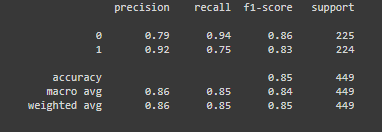 precision recall f1-score support
0 0.79 0.94 0.86 225
1 0.92 0.75 0.83 224
accuracy 0.85 449
macro avg 0.86 0.85 0.84 449
weighted avg 0.86 0.85 0.85 449